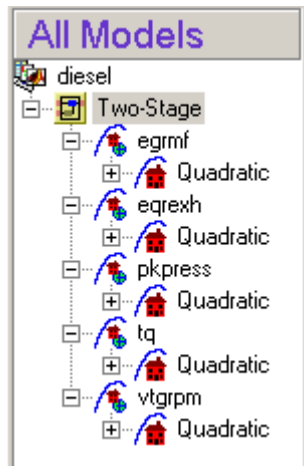 All Models
diesel
Two-Stage
egrmf
Quadratic
eqrexh
Quadratic
pkpress
Quadratic
tq
Quadratic
vtgrpm
Quadratic